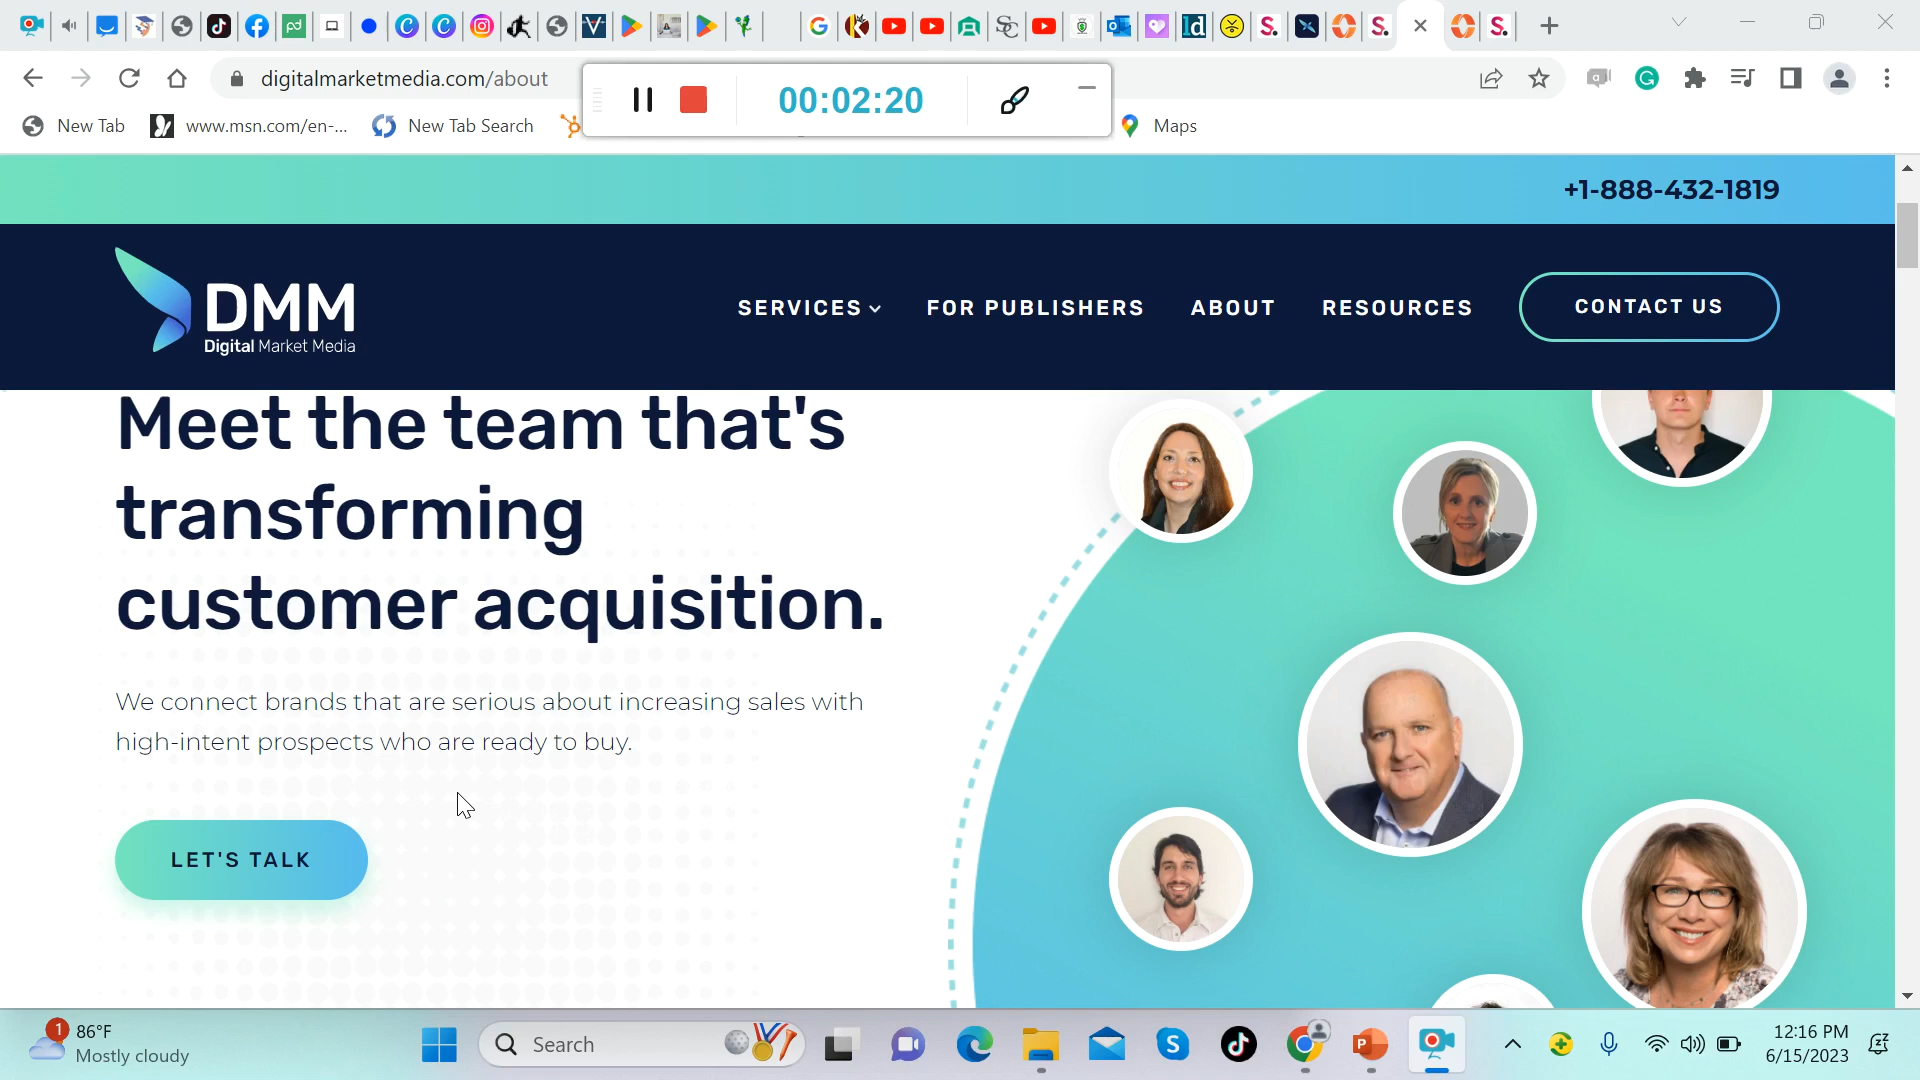 digitalmarketmedia.com/about
00:02:20
New Tab
www.msn.com/en-...
New Tab Search
Maps
+1-888-432-1819
DMM
Digital Market Media
SERVICES
FOR PUBLISHERS
ABOUT
RESOURCES
CONTACT US
Meet the team that's
transforming
customer acquisition.
We connect brands that are serious about increasing sales with
high-intent prospects who are ready to buy.
LET'S TALK
1
86°F
Mostly cloudy
Search
12:16 PM
6/15/2023